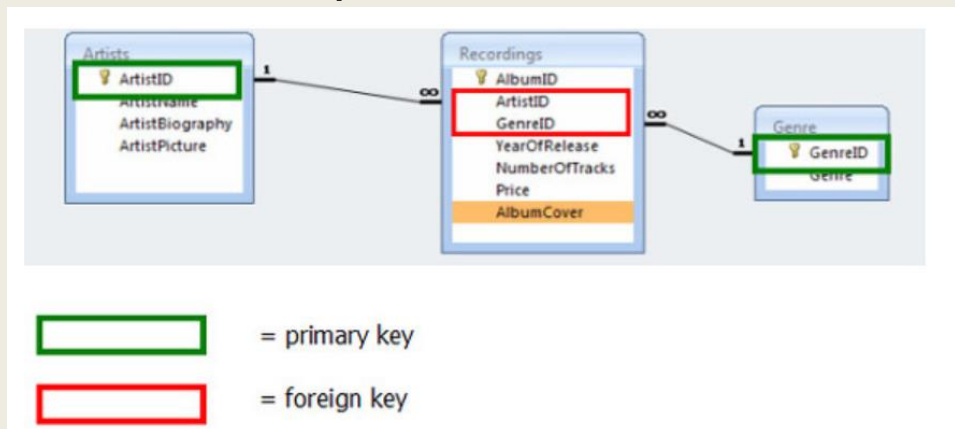 Artists
ArtistID
ArtistName
ArtistBiography
ArtistPicture
1
∞
Recordings
AlbumID
ArtistID
GenreID
YearOfRelease
NumberOfTracks
Price
AlbumCover
∞
1
Genre
GenreID
Genre
= primary key
= foreign key